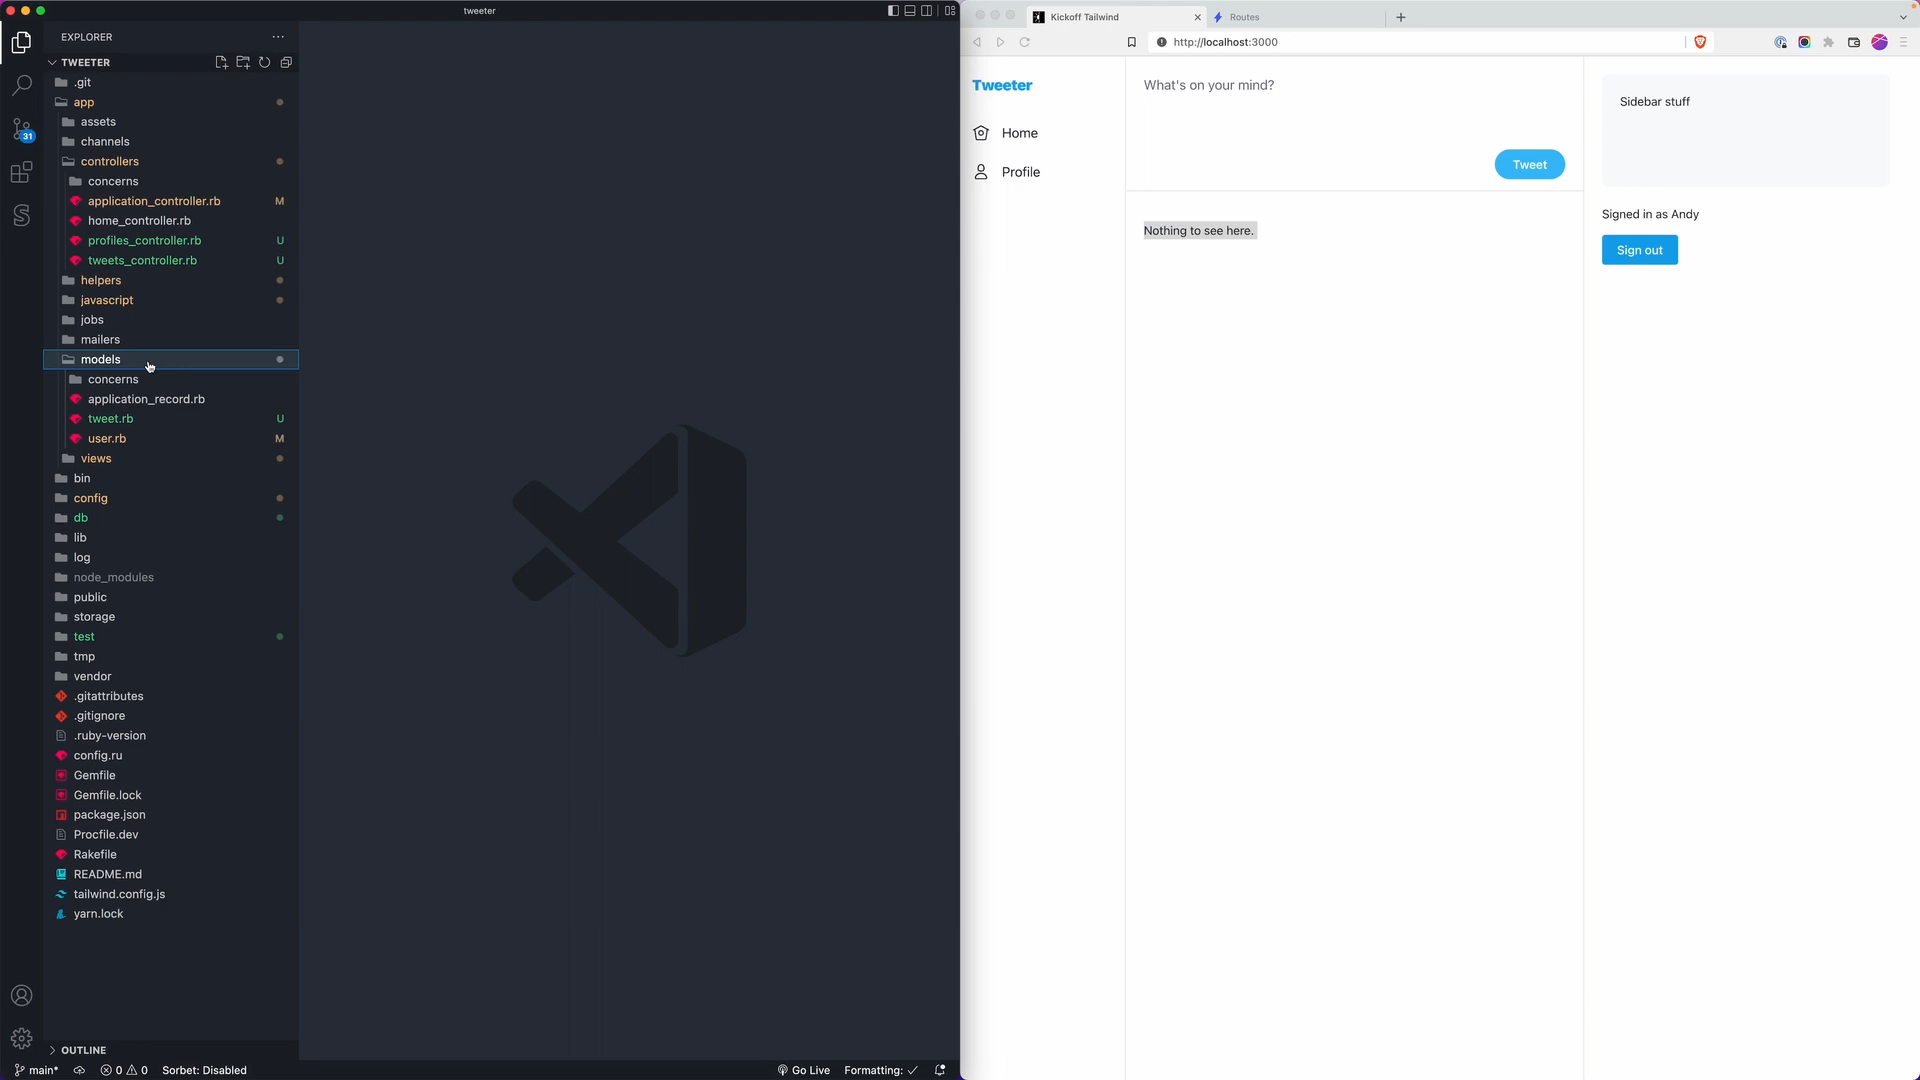 tweeter
EXPLORER
TWEETER
.git
app
assets
channels
controllers
concerns
application_controller.rb M
home_controller.rb
profiles_controller.rb U
tweets_controller.rb U
helpers
javascript
jobs
mailers
models
concerns
application_record.rb
tweet.rb U
user.rb M
views
bin
config
db
lib
log
node_modules
public
storage
test
tmp
vendor
.gitattributes
.gitignore
.ruby-version
config.ru
Gemfile
Gemfile.lock
package.json
Procfile.dev
Rakefile
README.md
tailwind.config.js
yarn.lock
31
OUTLINE
main* 0 0 Sorbet: Disabled Go Live Formatting:
Kickoff Tailwind Routes
http://localhost:3000
Tweeter
Home
Profile
What's on your mind?
Tweet
Nothing to see here.
Sidebar stuff
Signed in as Andy
Sign out